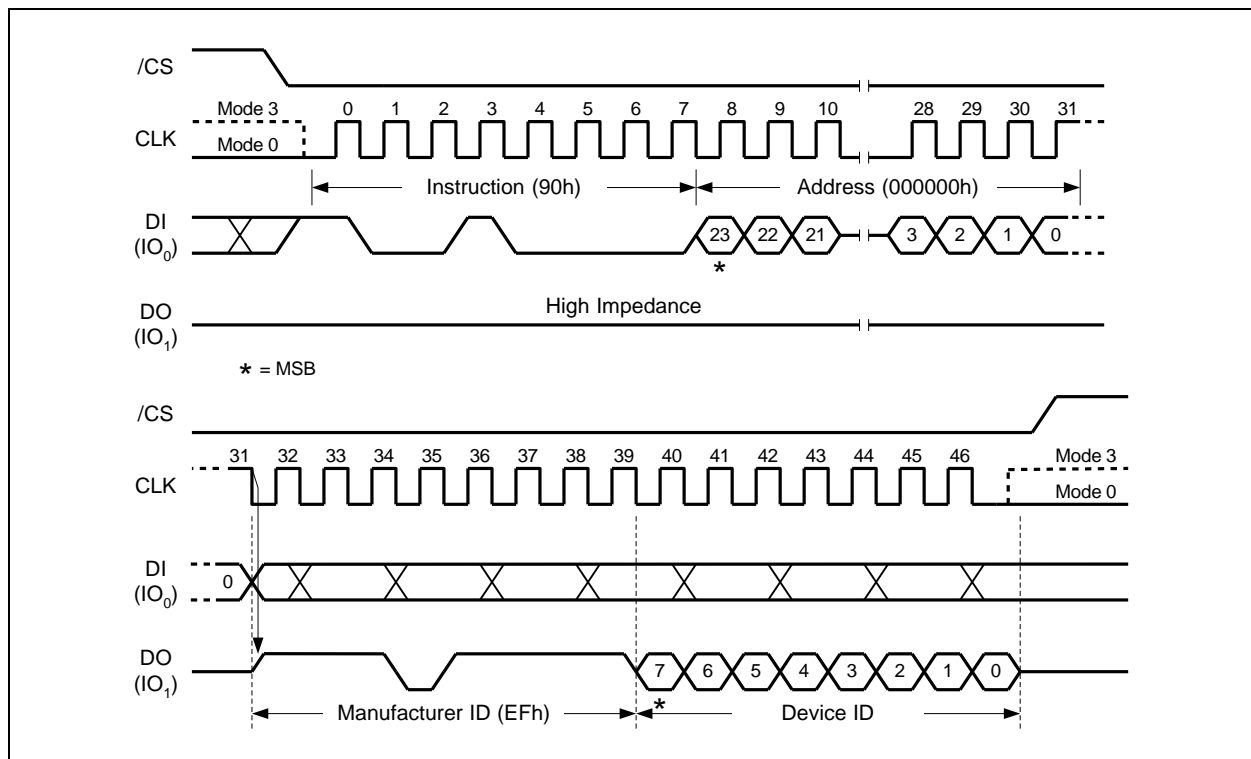 /CS
Mode 3
0 1 2 3 4 5 6 7 8 9 10 28 29 30 31
CLK
Mode 0
Instruction (90h) Address (000000h)
DI
(IO0)
23 22 21 3 2 1 0
*
High Impedance
DO
(IO1)
* = MSB
/CS
31 32 33 34 35 36 37 38 39 40 41 42 43 44 45 46 Mode 3
CLK
Mode 0
DI
(IO0)
0
DO
(IO1)
7 6 5 4 3 2 1 0
*
Manufacturer ID (EFh) Device ID